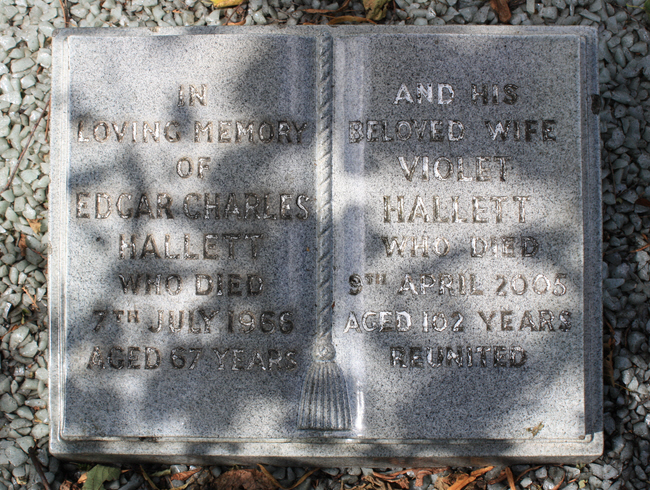 IN
LOVING MEMORY
OF
EDGAR CHARLES
HALLETT
WHO DIED
7TH JULY 1966
AGED 67 YEARS
AND HIS
BELOVED WIFE
VIOLET
HALLETT
WHO DIED
9TH APRIL 2005
AGED 102 YEARS
REUNITED